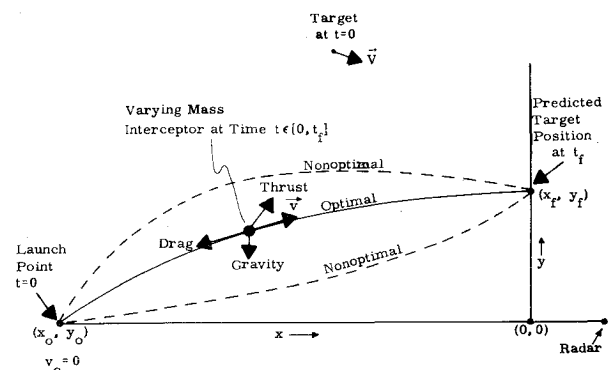 Target
at t=0
V
Varying Mass
Interceptor at Time t ϵ{0, t_f}
Predicted
Target
Position
at t_f
Nonoptimal
Thrust
v
Optimal
(x_f, y_f)
Drag
Gravity
Nonoptimal
Launch
Point
t=0
y
(x_o, y_o)
x
(0, 0)
Radar
v_o = 0